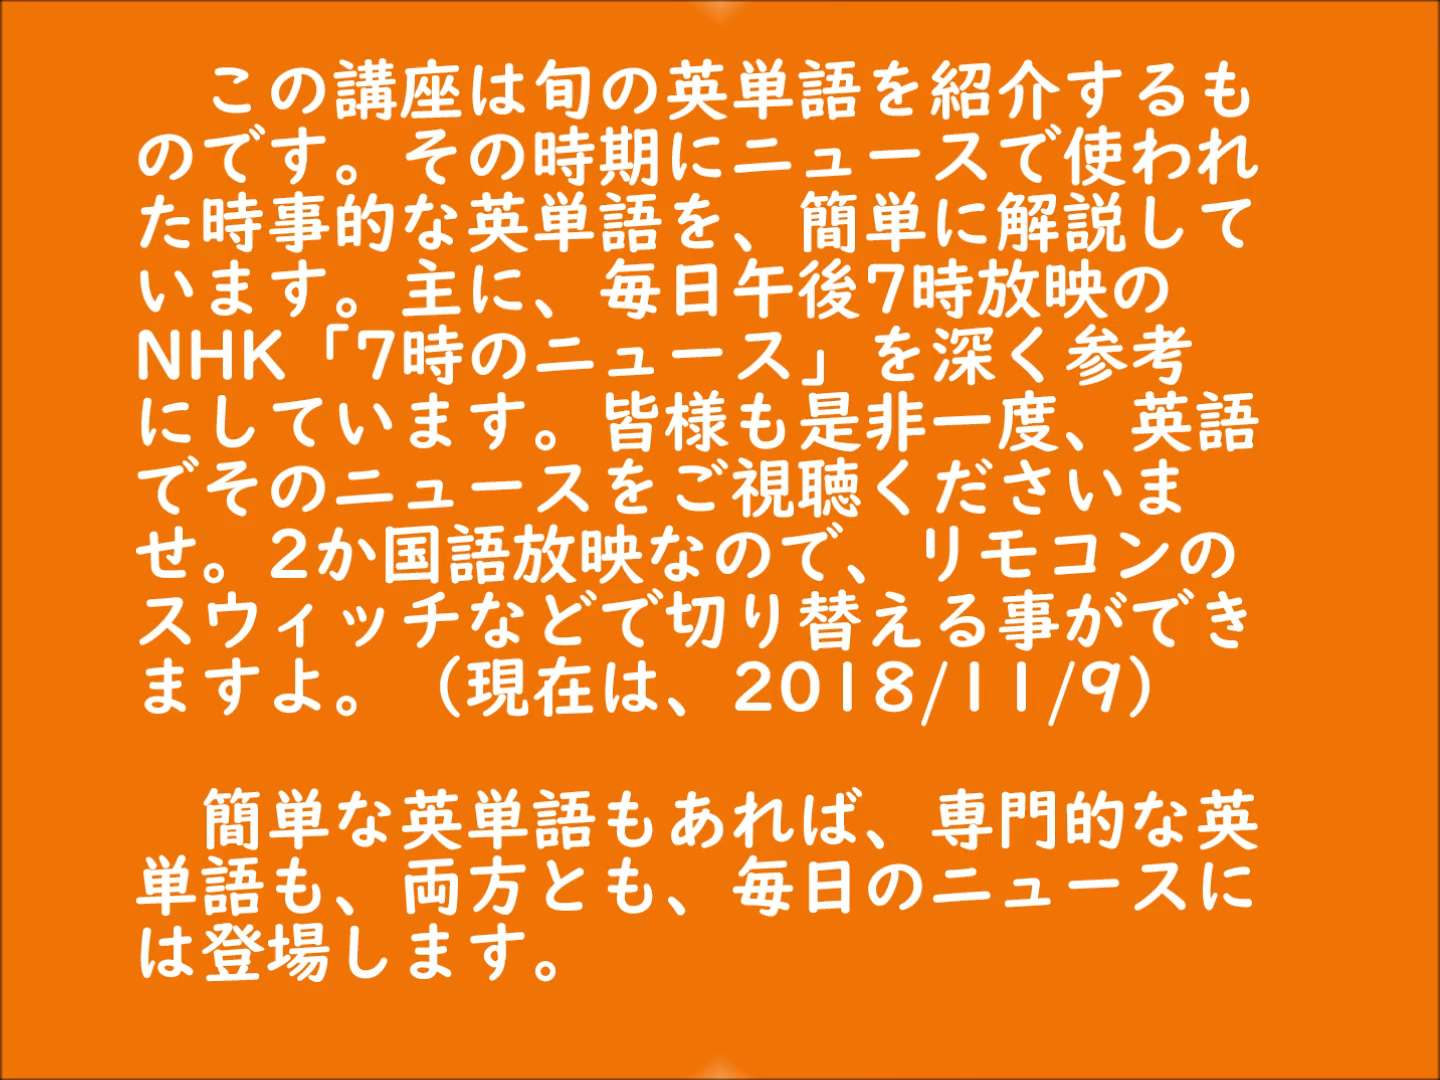 この講座は旬の英単語を紹介するも
のです。その時期にニュースで使われ
た時事的な英単語を、簡単に解説して
います。主に、毎日午後7時放映の
NHK「7時のニュース」を深く参考
にしています。皆様も是非一度、英語
でそのニュースをご視聴くださいま
せ。2か国語放映なので、リモコンの
スウィッチなどで切り替える事ができ
ますよ。（現在は、2018/11/9）
簡単な英単語もあれば、専門的な英
単語も、両方とも、毎日のニュースに
は登場します。